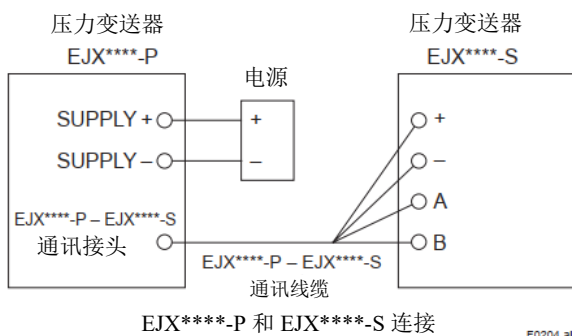 压力变送器
EJX****-P
压力变送器
EJX****-S
电源
SUPPLY +
SUPPLY –
+
–
+
–
A
B
EJX****-P – EJX****-S
通讯接头
EJX****-P – EJX****-S
通讯线缆
EJX****-P 和 EJX****-S 连接